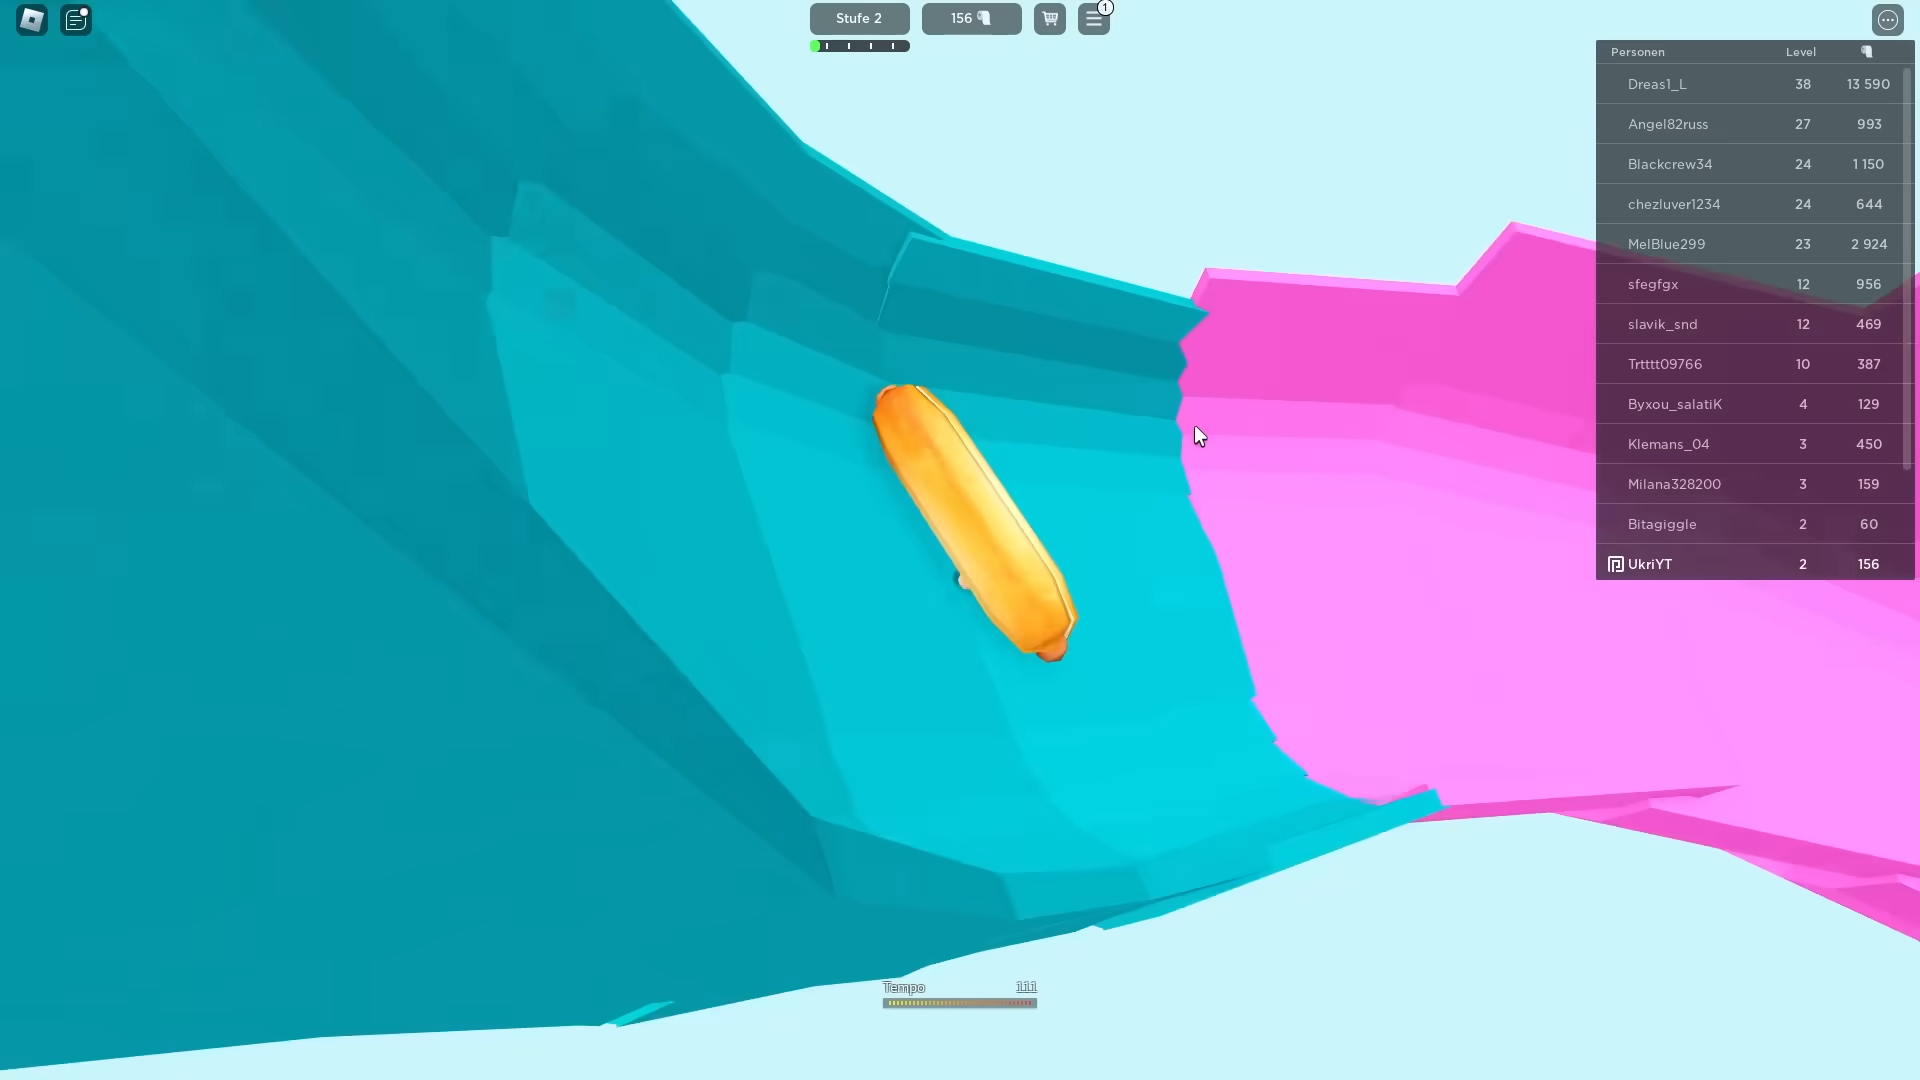 Stufe 2
156
1
Personen Level
Dreas1_L 38 13 590
Angel82russ 27 993
Blackcrew34 24 1 150
chezluver1234 24 644
MelBlue299 23 2 924
sfegfgx 12 956
slavik_snd 12 469
Trtttt09766 10 387
Byxou_salatiK 4 129
Klemans_04 3 450
Milana328200 3 159
Bitagiggle 2 60
UkriYT 2 156
Tempo 111